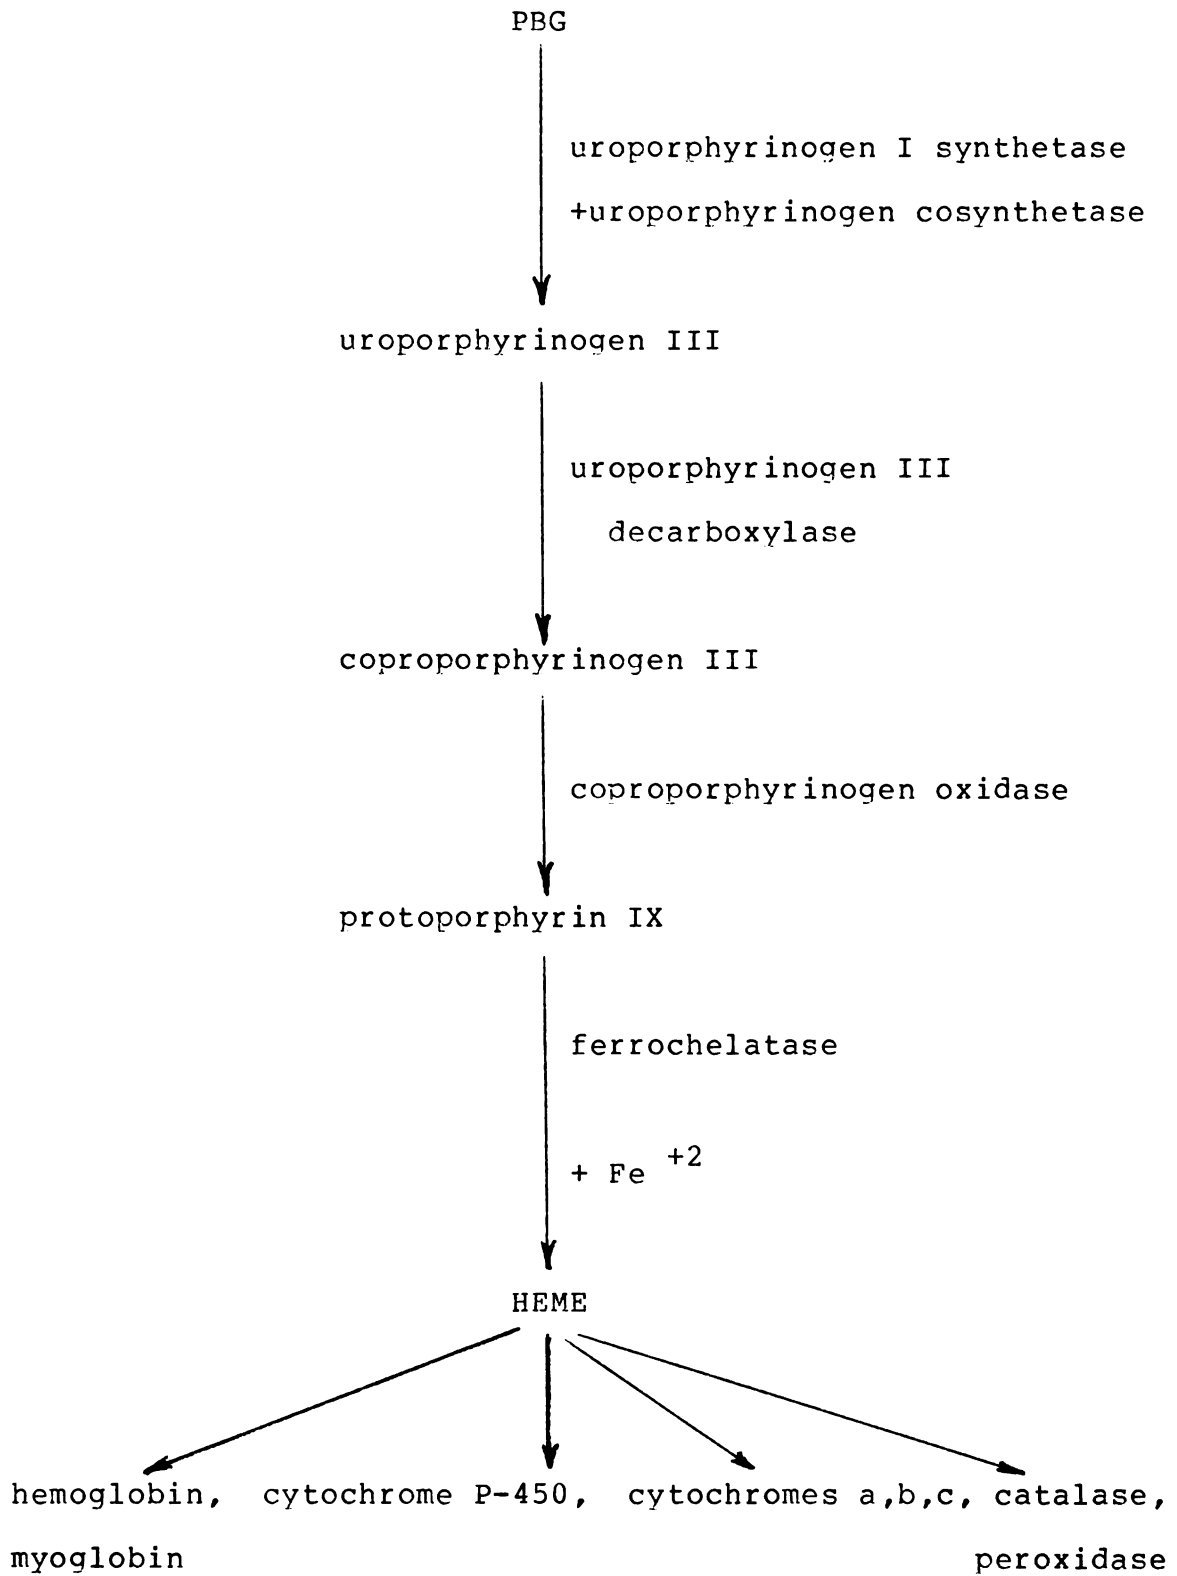 PBG
uroporphyrinogen I synthetase
+uroporphyrinogen cosynthetase
uroporphyrinogen III
uroporphyrinogen III
decarboxylase
coproporphyrinogen III
coproporphyrinogen oxidase
protoporphyrin IX
ferrochelatase
+ Fe +2
HEME
hemoglobin, cytochrome P-450, cytochromes a,b,c, catalase,
myoglobin peroxidase